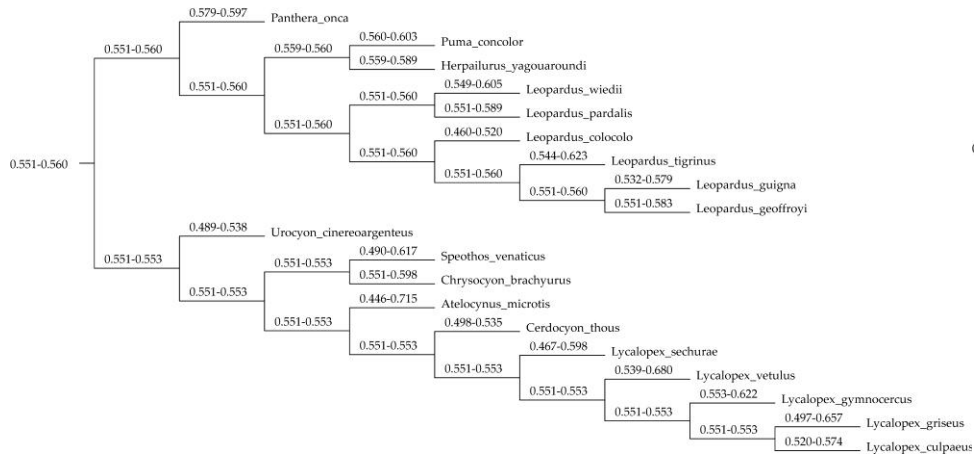 0.579-0.597
Panthera_onca
0.551-0.560
0.560-0.603
Puma_concolor
0.559-0.560
0.559-0.589
Herpailurus_yagouaroundi
0.551-0.560
0.549-0.605
Leopardus_wiedii
0.551-0.560
0.551-0.589
Leopardus_pardalis
0.551-0.560
0.460-0.520
Leopardus_colocolo
0.551-0.560
0.544-0.623
Leopardus_tigrinus
0.551-0.560
0.551-0.560
0.532-0.579
Leopardus_guigna
0.551-0.560
0.551-0.583
Leopardus_geoffroyi
0.489-0.538
Urocyon_cinereoargenteus
0.551-0.553
0.490-0.617
Speothos_venaticus
0.551-0.553
0.551-0.598
Chrysocyon_brachyurus
0.551-0.553
0.446-0.715
Atelocynus_microtis
0.551-0.553
0.498-0.535
Cerdocyon_thous
0.551-0.553
0.467-0.598
Lycalopex_sechurae
0.551-0.553
0.539-0.680
Lycalopex_vetulus
0.551-0.553
0.553-0.622
Lycalopex_gymnocercus
0.551-0.553
0.497-0.657
Lycalopex_griseus
0.520-0.574
Lycalopex_culpaeus